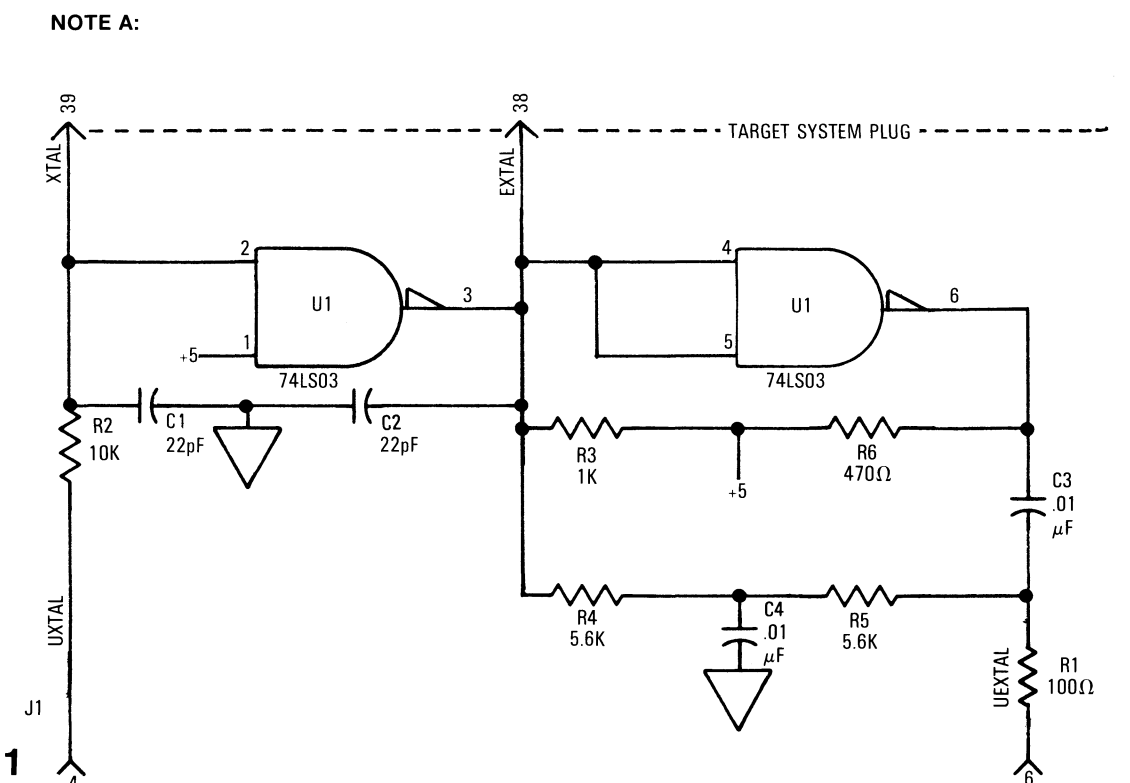 NOTE A:
39
38
XTAL
EXTAL
TARGET SYSTEM PLUG
2
U1
3
+5
1
74LS03
4
U1
6
5
74LS03
R2
10K
C1
22pF
C2
22pF
R3
1K
+5
R6
470Ω
C3
.01
μF
R4
5.6K
C4
.01
μF
R5
5.6K
UXTAL
UEXTAL
R1
100Ω
J1
1
4
6